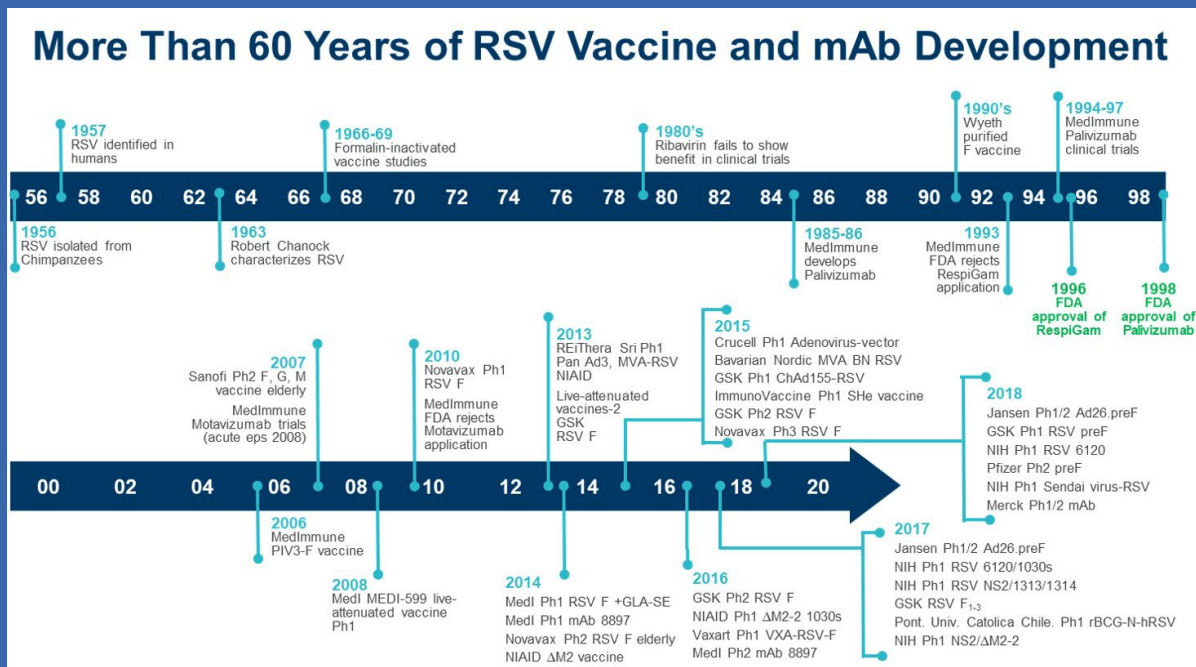 More Than 60 Years of RSV Vaccine and mAb Development
1957
RSV identified in
humans
1966-69
Formalin-inactivated
vaccine studies
1980's
Ribavirin fails to show
benefit in clinical trials
1990's
Wyeth
purified
F vaccine
1994-97
MedImmune
Palivizumab
clinical trials
56 58 60 62 64 66 68 70 72 74 76 78 80 82 84 86 88 90 92 94 96 98
1956
RSV isolated from
Chimpanzees
1963
Robert Chanock
characterizes RSV
1985-86
MedImmune
develops
Palivizumab
1993
MedImmune
FDA rejects
RespiGam
application
1996
FDA
approval of
RespiGam
1998
FDA
approval of
Palivizumab
2007
Sanofi Ph2 F, G, M
vaccine elderly
MedImmune
Motavizumab trials
(acute eps 2008)
2010
Novavax Ph1
RSV F
MedImmune
FDA rejects
Motavizumab
application
2013
REiThera Sri Ph1
Pan Ad3, MVA-RSV
NIAID
Live-attenuated
vaccines-2
GSK
RSV F
2015
Crucell Ph1 Adenovirus-vector
Bavarian Nordic MVA BN RSV
GSK Ph1 ChAd155-RSV
ImmunoVaccine Ph1 SHe vaccine
GSK Ph2 RSV F
Novavax Ph3 RSV F
2018
Jansen Ph1/2 Ad26.preF
GSK Ph1 RSV preF
NIH Ph1 RSV 6120
Pfizer Ph2 preF
NIH Ph1 Sendai virus-RSV
Merck Ph1/2 mAb
00 02 04 06 08 10 12 14 16 18 20
2006
MedImmune
PIV3-F vaccine
2008
MedI MEDI-599 live-
attenuated vaccine
Ph1
2014
MedI Ph1 RSV F +GLA-SE
MedI Ph1 mAb 8897
Novavax Ph2 RSV F elderly
NIAID ΔM2 vaccine
2016
GSK Ph2 RSV F
NIAID Ph1 ΔM2-2 1030s
Vaxart Ph1 VXA-RSV-F
MedI Ph2 mAb 8897
2017
Jansen Ph1/2 Ad26.preF
NIH Ph1 RSV 6120/1030s
NIH Ph1 RSV NS2/1313/1314
GSK RSV F1-3
Pont. Univ. Catolica Chile. Ph1 rBCG-N-hRSV
NIH Ph1 NS2/ΔM2-2